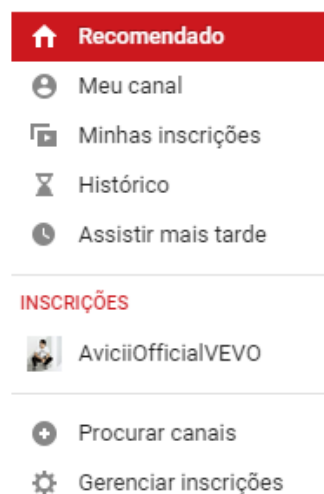 Recomendado
Meu canal
Minhas inscrições
Histórico
Assistir mais tarde
INSCRIÇÕES
AviciiOfficialVEVO
Procurar canais
Gerenciar inscrições